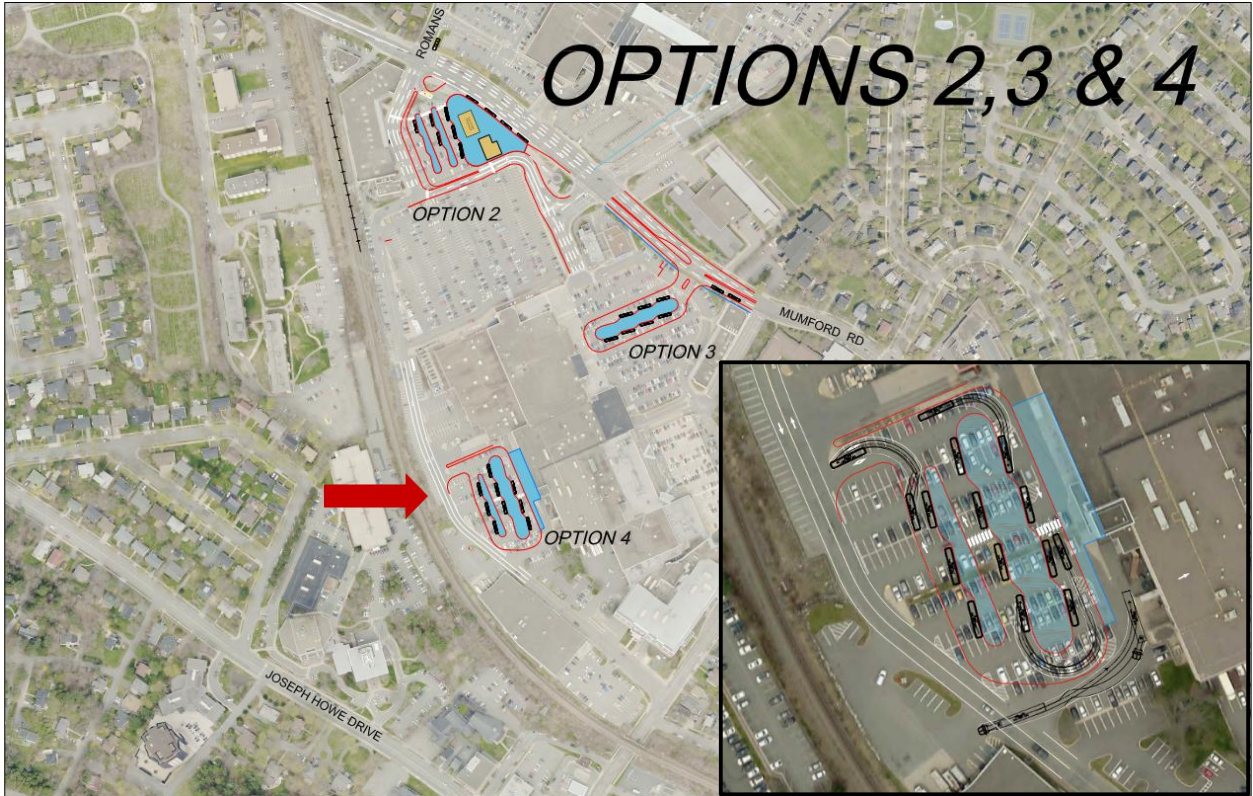 OPTIONS 2,3 & 4
ROMANS
OPTION 2
MUMFORD RD
OPTION 3
OPTION 4
JOSEPH HOWE DRIVE